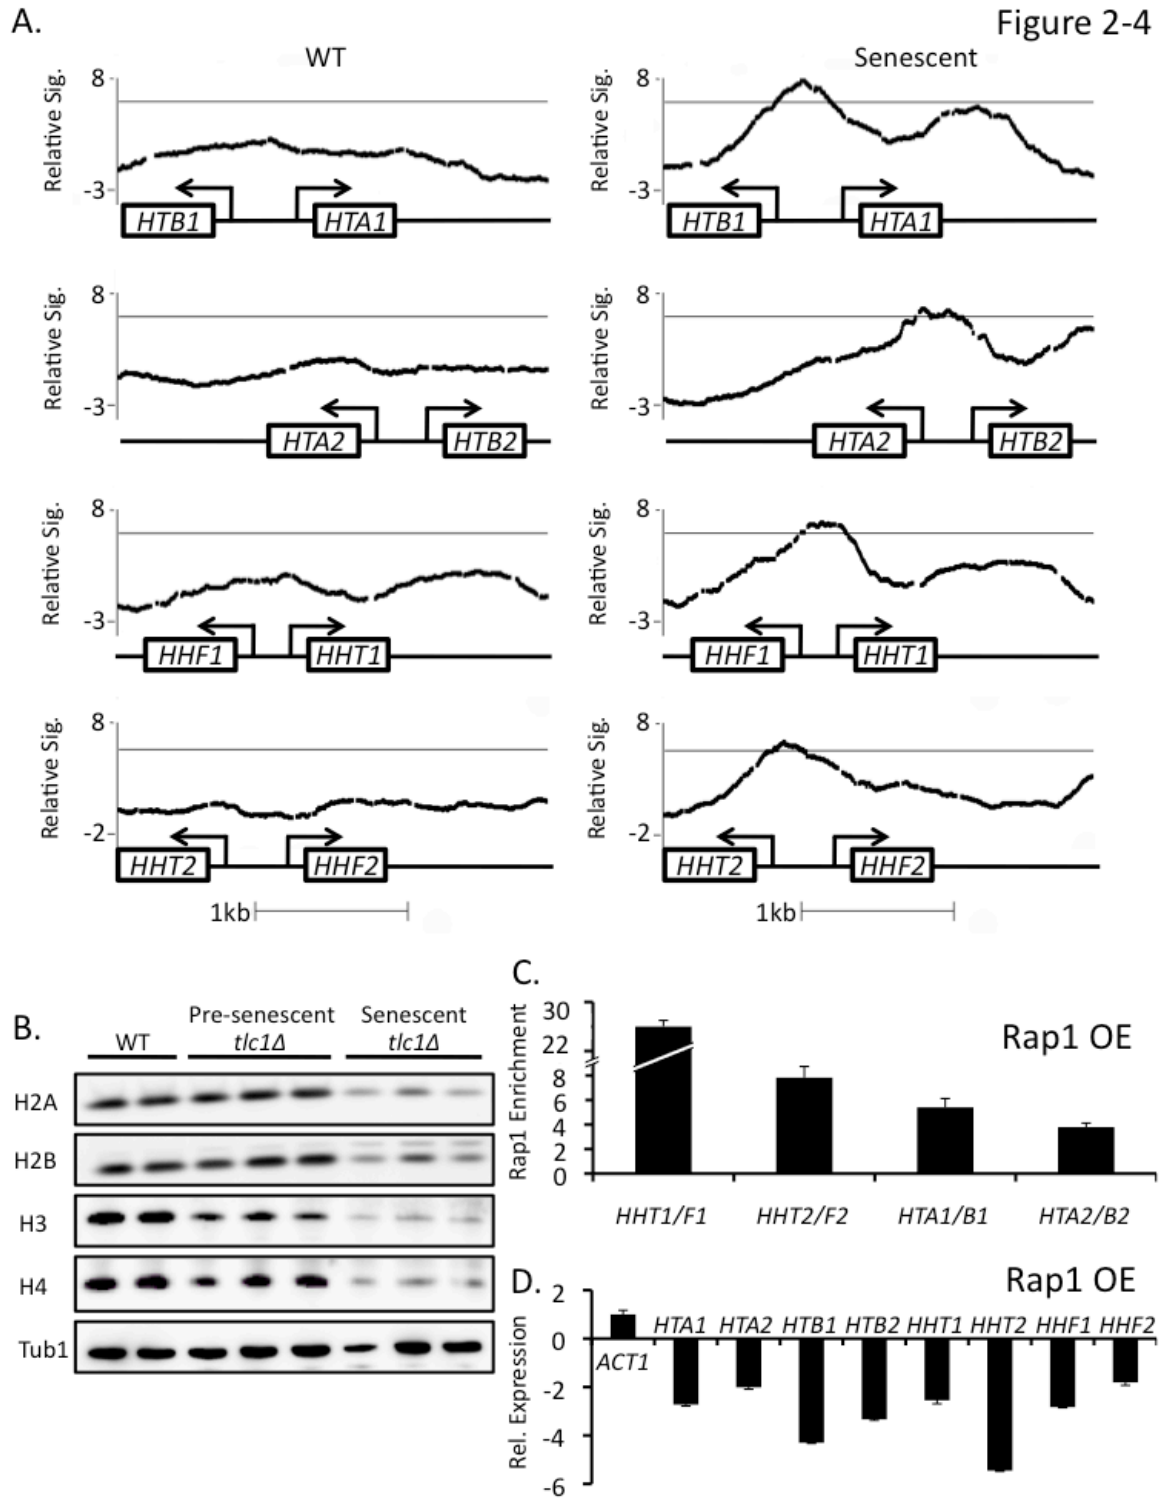 A.
Figure 2-4
WT
Senescent
8
Relative Sig.
-3
HTB1 HTA1
8
Relative Sig.
-3
HTB1 HTA1
8
Relative Sig.
-3
HTA2 HTB2
8
Relative Sig.
-3
HTA2 HTB2
8
Relative Sig.
-3
HHF1 HHT1
8
Relative Sig.
-3
HHF1 HHT1
8
Relative Sig.
-2
HHT2 HHF2
8
Relative Sig.
-2
HHT2 HHF2
1kb
1kb
B.
WT
Pre-senescent
tlc1Δ
Senescent
tlc1Δ
H2A
H2B
H3
H4
Tub1
C.
Rap1 OE
Rap1 Enrichment
30
22
8
6
4
2
0
HHT1/F1 HHT2/F2 HTA1/B1 HTA2/B2
D.
Rap1 OE
Rel. Expression
2
0
-2
-4
-6
ACT1
HTA1 HTA2 HTB1 HTB2 HHT1 HHT2 HHF1 HHF2